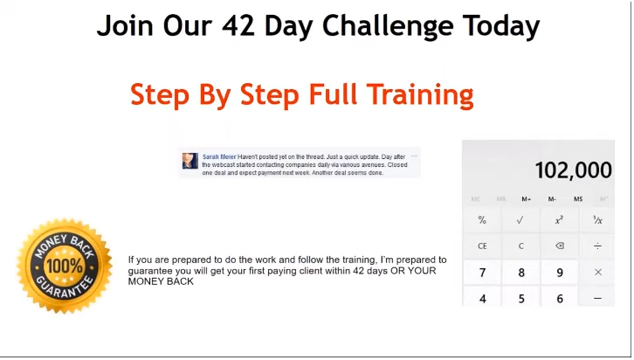 Join Our 42 Day Challenge Today
Step By Step Full Training
Sarah Meier Haven't posted yet on the thread. Just a quick update. Day after
the webcast started contacting companies daily via various avenues. Closed
one deal and expect payment next week. Another deal seems done.
102,000
MC MR M+ M- MS M˅
% √ x² ¹/x
CE C ⌫ ÷
7 8 9 ×
4 5 6 −
MONEY BACK
100%
GUARANTEE
If you are prepared to do the work and follow the training, I'm prepared to
guarantee you will get your first paying client within 42 days OR YOUR
MONEY BACK